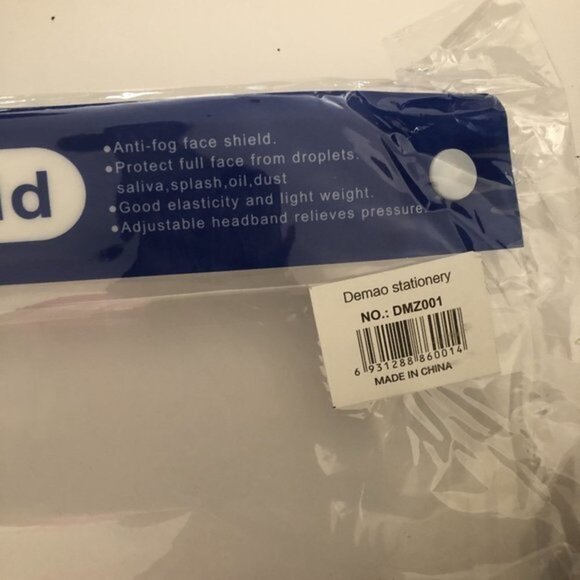 ld
•Anti-fog face shield.
•Protect full face from droplets.
saliva,splash,oil,dust
•Good elasticity and light weight.
•Adjustable headband relieves pressure.
Demao stationery
NO.: DMZ001
6 931288 860014
MADE IN CHINA